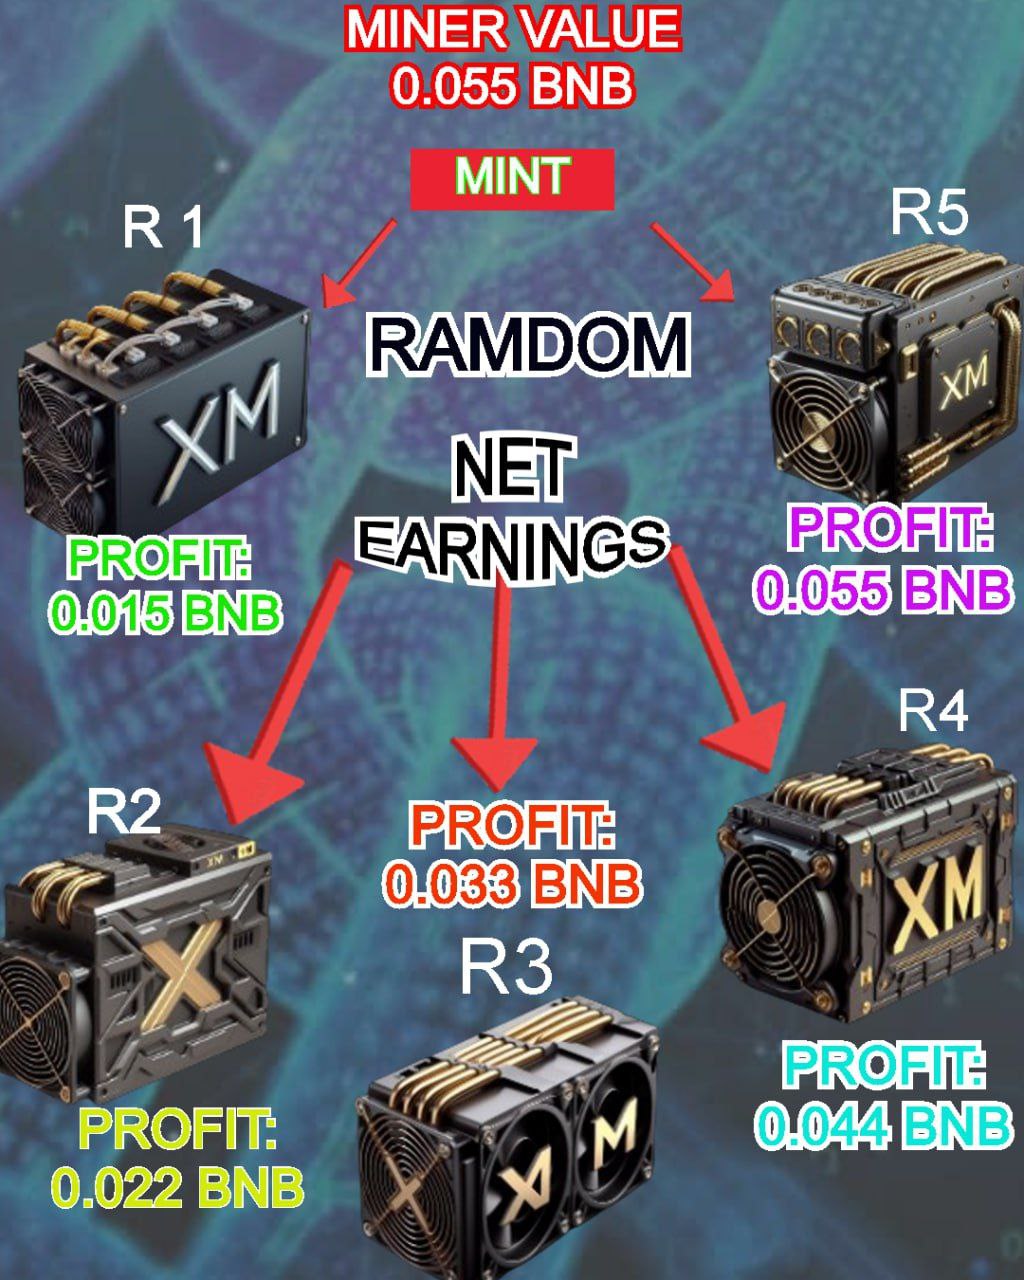 MINER VALUE
0.055 BNB
MINT
R 1
R5
RAMDOM
XM
XM
NET
EARNINGS
PROFIT:
0.015 BNB
PROFIT:
0.055 BNB
R4
R2
PROFIT:
0.033 BNB
XM
XM
X
R3
PROFIT:
0.044 BNB
PROFIT:
0.022 BNB
X
M
X